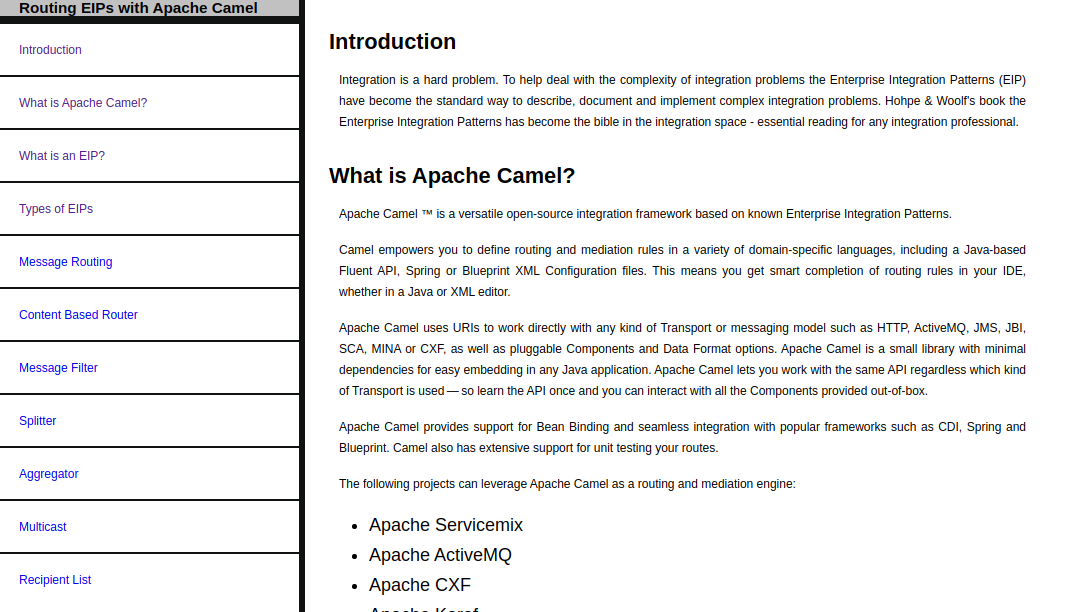 Routing EIPs with Apache Camel
Introduction
What is Apache Camel?
What is an EIP?
Types of EIPs
Message Routing
Content Based Router
Message Filter
Splitter
Aggregator
Multicast
Recipient List
Introduction
Integration is a hard problem. To help deal with the complexity of integration problems the Enterprise Integration Patterns (EIP)
have become the standard way to describe, document and implement complex integration problems. Hohpe & Woolf's book the
Enterprise Integration Patterns has become the bible in the integration space - essential reading for any integration professional.
What is Apache Camel?
Apache Camel ™ is a versatile open-source integration framework based on known Enterprise Integration Patterns.
Camel empowers you to define routing and mediation rules in a variety of domain-specific languages, including a Java-based
Fluent API, Spring or Blueprint XML Configuration files. This means you get smart completion of routing rules in your IDE,
whether in a Java or XML editor.
Apache Camel uses URIs to work directly with any kind of Transport or messaging model such as HTTP, ActiveMQ, JMS, JBI,
SCA, MINA or CXF, as well as pluggable Components and Data Format options. Apache Camel is a small library with minimal
dependencies for easy embedding in any Java application. Apache Camel lets you work with the same API regardless which kind
of Transport is used — so learn the API once and you can interact with all the Components provided out-of-box.
Apache Camel provides support for Bean Binding and seamless integration with popular frameworks such as CDI, Spring and
Blueprint. Camel also has extensive support for unit testing your routes.
The following projects can leverage Apache Camel as a routing and mediation engine:
Apache Servicemix
Apache ActiveMQ
Apache CXF
Apache Karaf